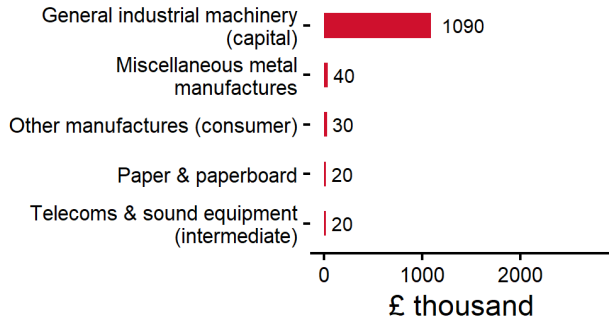 General industrial machinery
(capital)
1090
Miscellaneous metal
manufactures
40
Other manufactures (consumer)
30
Paper & paperboard
20
Telecoms & sound equipment
(intermediate)
20
0 1000 2000
£ thousand